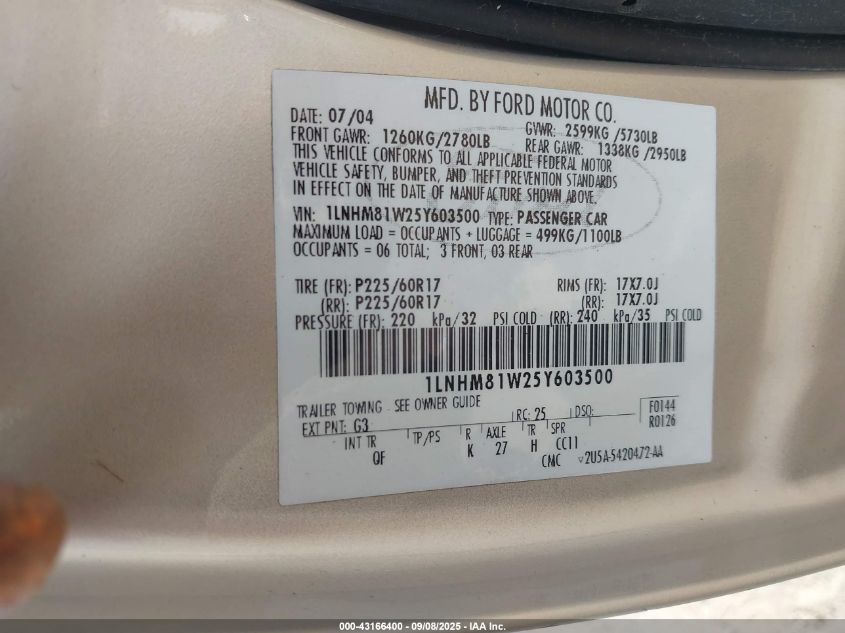 MFD. BY FORD MOTOR CO.
DATE: 07/04 GVWR: 2599KG /5730LB
FRONT GAWR: 1260KG/2780LB REAR GAWR: 1338KG /2950LB
THIS VEHICLE CONFORMS TO ALL APPLICABLE FEDERAL MOTOR
VEHICLE SAFETY, BUMPER, AND THEFT PREVENTION STANDARDS
IN EFFECT ON THE DATE OF MANUFACTURE SHOWN ABOVE.
VIN: 1LNHM81W25Y603500 TYPE: PASSENGER CAR
MAXIMUM LOAD = OCCUPANTS + LUGGAGE = 499KG/1100LB
OCCUPANTS = 06 TOTAL; 3 FRONT, 03 REAR
TIRE (FR): P225/60R17 RIMS (FR): 17X7.0J
(RR): P225/60R17 (RR): 17X7.0J
PRESSURE (FR): 220 kPa/32 PSI COLD (RR): 240 kPa/35 PSI COLD
1LNHM81W25Y603500
TRAILER TOWING - SEE OWNER GUIDE
EXT PNT: G3 RC: 25 DSO: F0144
R0126
INT TR TP/PS R AXLE TR SPR
QF K 27 H CC11
CMC 2U5A-5420472-AA
000-43166400 - 09/08/2025 - IAA Inc.